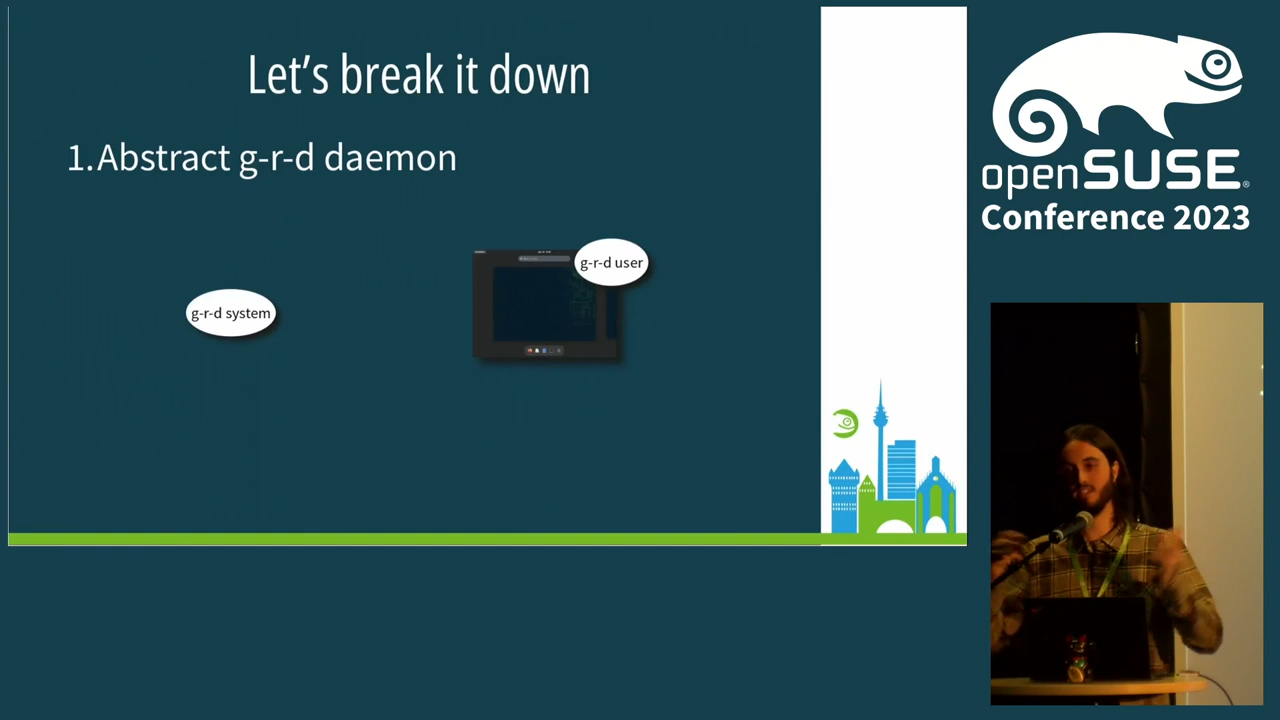 Let’s break it down
1.Abstract g-r-d daemon
g-r-d user
g-r-d system
openSUSE®
Conference 2023